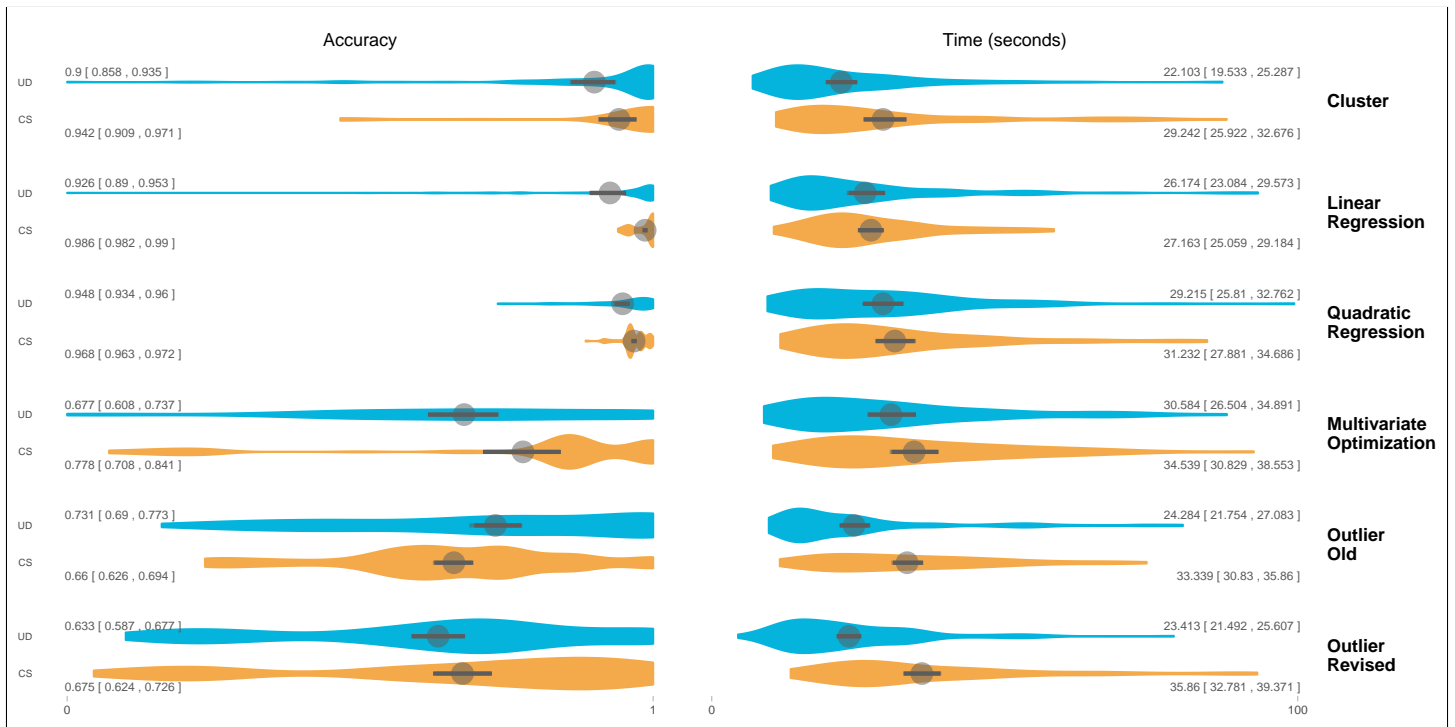 Accuracy
Time (seconds)
UD
0.9 [ 0.858 , 0.935 ]
22.103 [ 19.533 , 25.287 ]
CS
0.942 [ 0.909 , 0.971 ]
29.242 [ 25.922 , 32.676 ]
Cluster
UD
0.926 [ 0.89 , 0.953 ]
26.174 [ 23.084 , 29.573 ]
CS
0.986 [ 0.982 , 0.99 ]
27.163 [ 25.059 , 29.184 ]
Linear
Regression
UD
0.948 [ 0.934 , 0.96 ]
29.215 [ 25.81 , 32.762 ]
CS
0.968 [ 0.963 , 0.972 ]
31.232 [ 27.881 , 34.686 ]
Quadratic
Regression
UD
0.677 [ 0.608 , 0.737 ]
30.584 [ 26.504 , 34.891 ]
CS
0.778 [ 0.708 , 0.841 ]
34.539 [ 30.829 , 38.553 ]
Multivariate
Optimization
UD
0.731 [ 0.69 , 0.773 ]
24.284 [ 21.754 , 27.083 ]
CS
0.66 [ 0.626 , 0.694 ]
33.339 [ 30.83 , 35.86 ]
Outlier
Old
UD
0.633 [ 0.587 , 0.677 ]
23.413 [ 21.492 , 25.607 ]
CS
0.675 [ 0.624 , 0.726 ]
35.86 [ 32.781 , 39.371 ]
Outlier
Revised
0
1
0
100